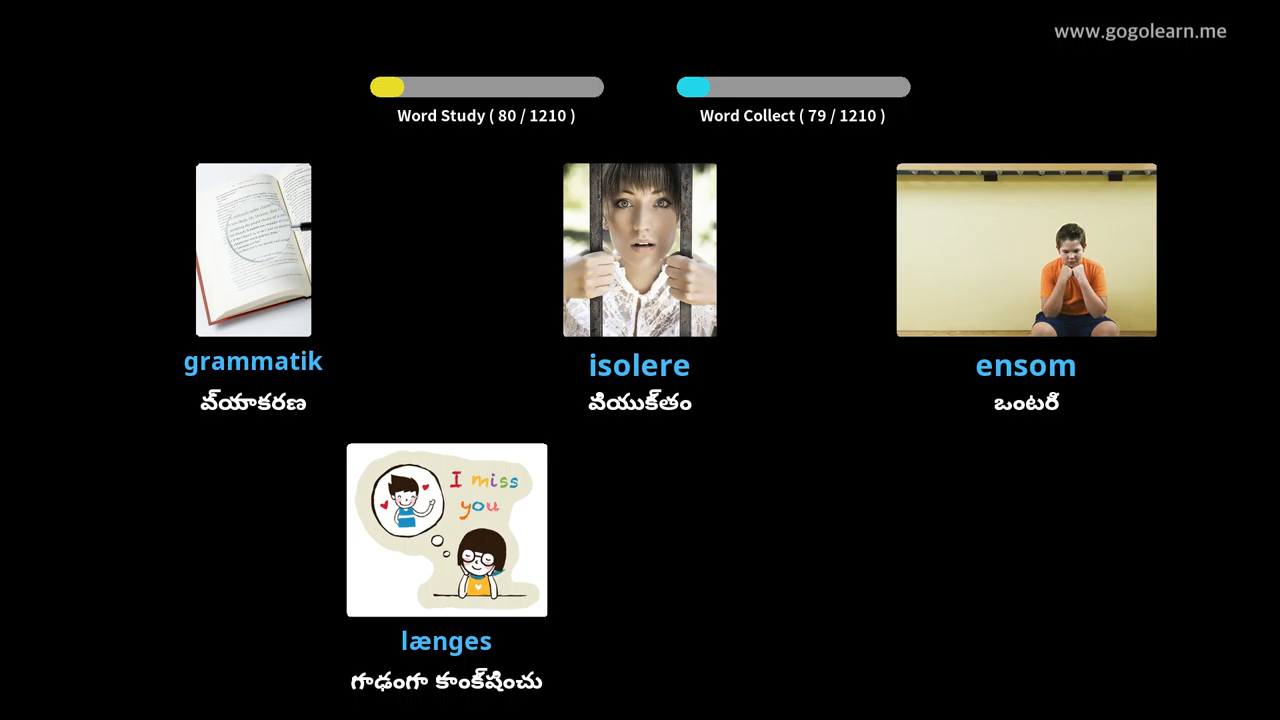 www.gogolearn.me
Word Study ( 80 / 1210 )
Word Collect ( 79 / 1210 )
grammatik
isolere
ensom
వ్యాకరణ
వియుక్తం
ఒంటరి
I miss
you
længes
గాఢంగా కాంక్షించు